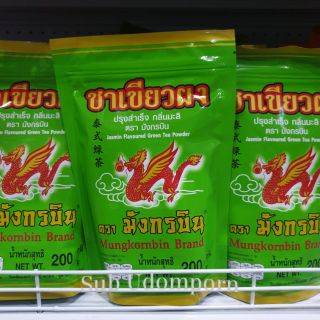 ชาเขียวผง
ปรุงสำเร็จ กลิ่นมะลิ
ตรา มังกรบิน
Jasmin Flavoured Green Tea Powder
泰式綠茶
ตรา มังกรบิน
Mungkornbin Brand
น้ำหนักสุทธิ
NET WT.
200
Sub Udomporn